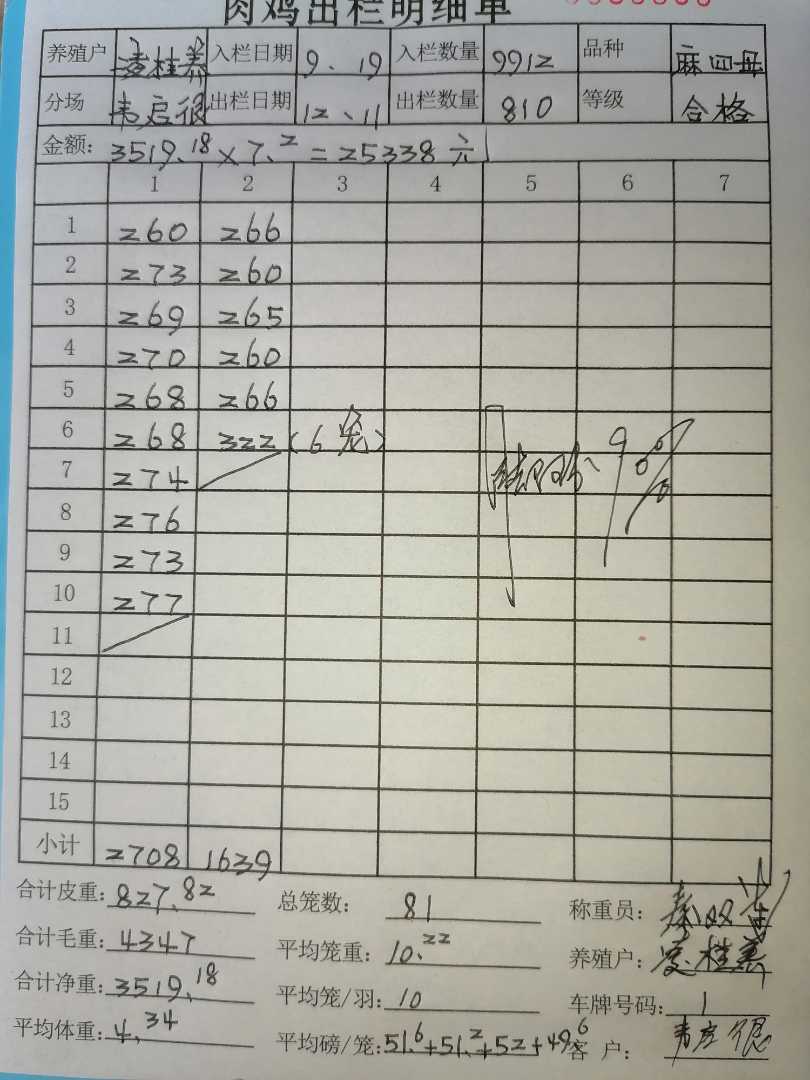 肉鸡出栏明细单
养殖户 凌桂养 入栏日期 9、19 入栏数量 9912 品种 麻四母
分场 韦启很 出栏日期 12、11 出栏数量 810 等级 合格
金额: 3519.18 × 7.2 = 25338元
1 2 3 4 5 6 7
1 260 266
2 273 260
3 269 265
4 270 260
5 268 266
6 268 322 (6笼)
7 274
8 276
9 273
10 277
11
12
13
14
15
小计 2708 1639
合计皮重: 827.82 总笼数: 81 称重员:
合计毛重: 4347 平均笼重: 10.22 养殖户: 凌桂养
合计净重: 3519.18 平均笼/羽: 10 车牌号码: 1
平均体重: 4.34 平均磅/笼: 51.6+51.2+52+49.6 客 户: 韦启很